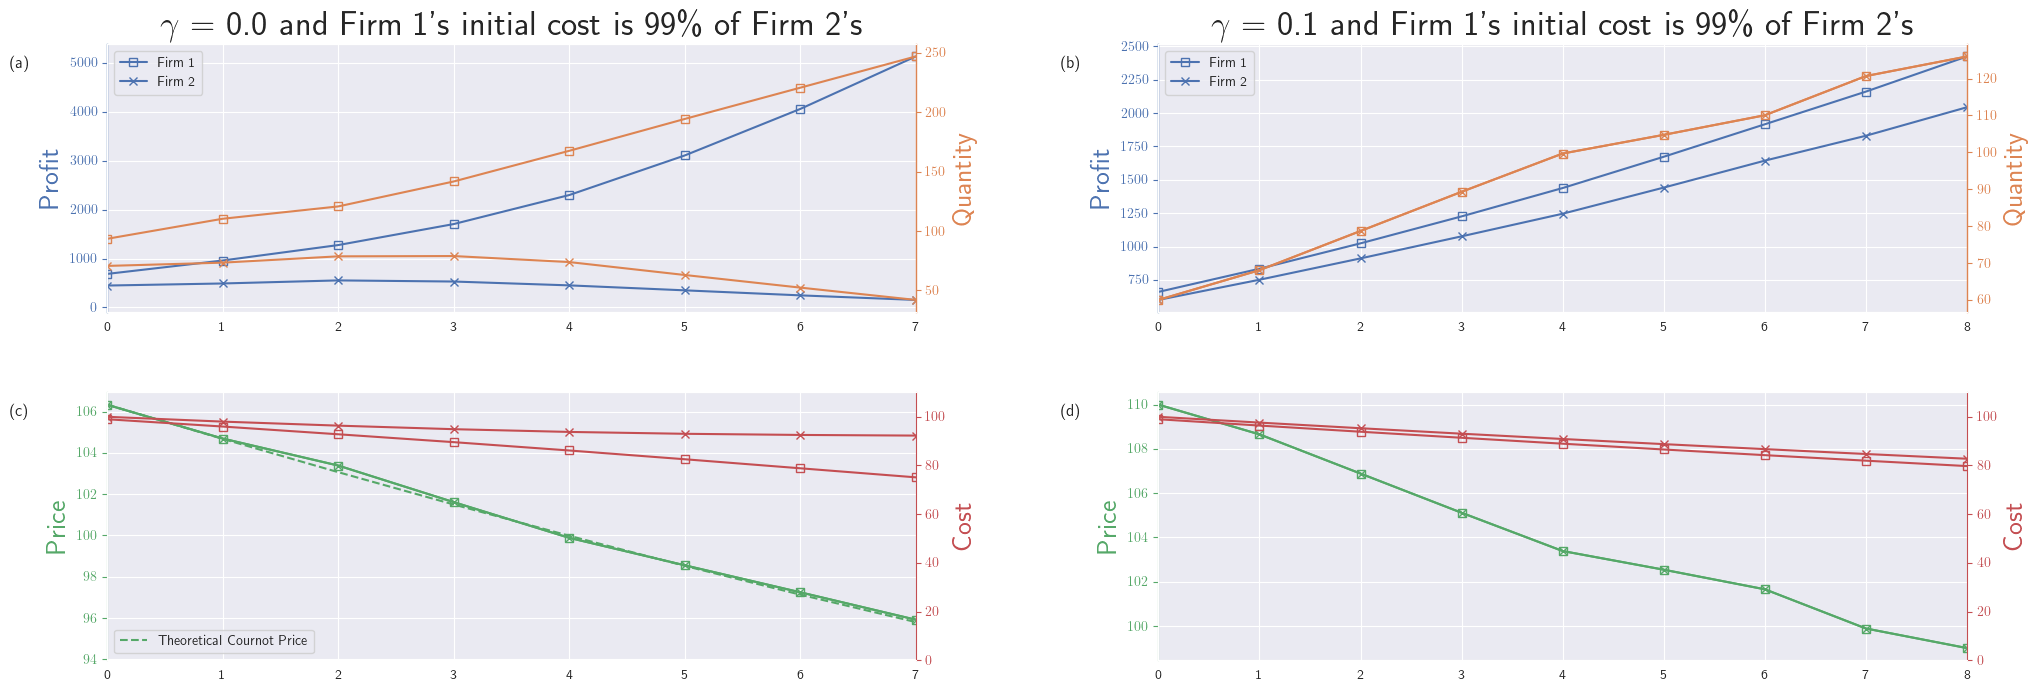 γ = 0.0 and Firm 1's initial cost is 99% of Firm 2's
(a)
Profit
5000
4000
3000
2000
1000
0
Firm 1
Firm 2
250
200
150
100
50
Quantity
0 1 2 3 4 5 6 7
γ = 0.1 and Firm 1's initial cost is 99% of Firm 2's
(b)
Profit
2500
2250
2000
1750
1500
1250
1000
750
Firm 1
Firm 2
120
110
100
90
80
70
60
Quantity
0 1 2 3 4 5 6 7 8
(c)
Price
106
104
102
100
98
96
94
Theoretical Cournot Price
100
80
60
40
20
0
Cost
0 1 2 3 4 5 6 7
(d)
Price
110
108
106
104
102
100
100
80
60
40
20
0
Cost
0 1 2 3 4 5 6 7 8